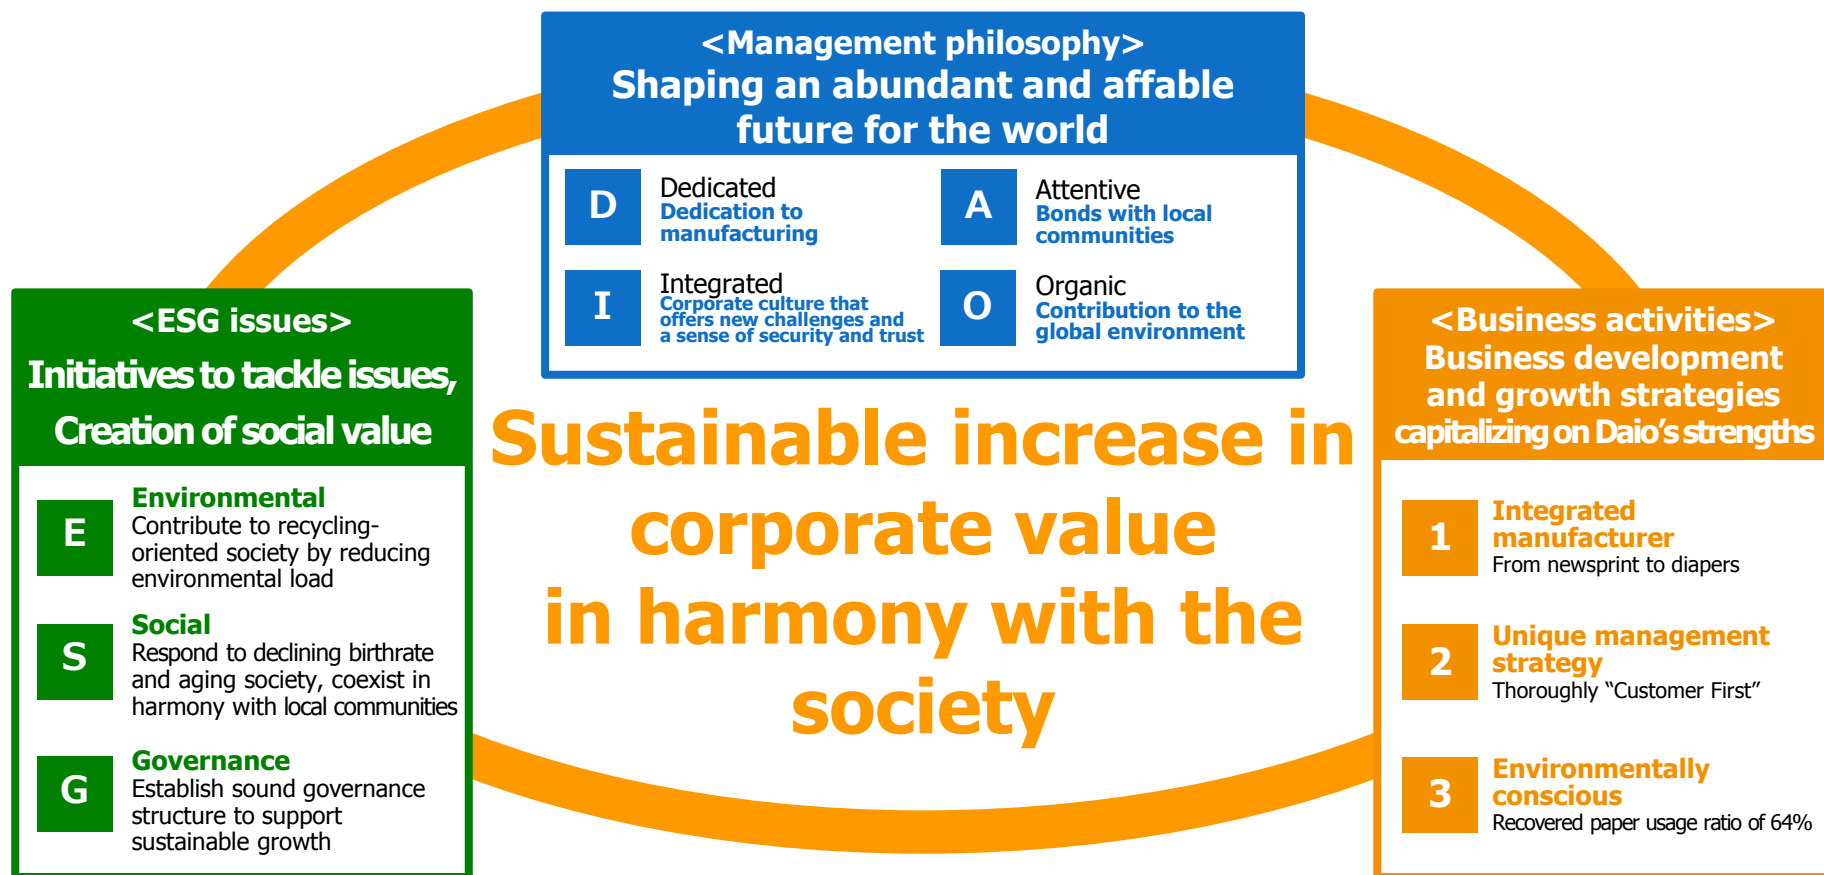 <Management philosophy>
Shaping an abundant and affable
future for the world
D
Dedicated
Dedication to
manufacturing
A
Attentive
Bonds with local
communities
I
Integrated
Corporate culture that
offers new challenges and
a sense of security and trust
O
Organic
Contribution to the
global environment
<ESG issues>
Initiatives to tackle issues,
Creation of social value
E
Environmental
Contribute to recycling-
oriented society by reducing
environmental load
S
Social
Respond to declining birthrate
and aging society, coexist in
harmony with local communities
G
Governance
Establish sound governance
structure to support
sustainable growth
Sustainable increase in
corporate value
in harmony with the
society
<Business activities>
Business development
and growth strategies
capitalizing on Daio’s strengths
1
Integrated
manufacturer
From newsprint to diapers
2
Unique management
strategy
Thoroughly “Customer First”
3
Environmentally
conscious
Recovered paper usage ratio of 64%